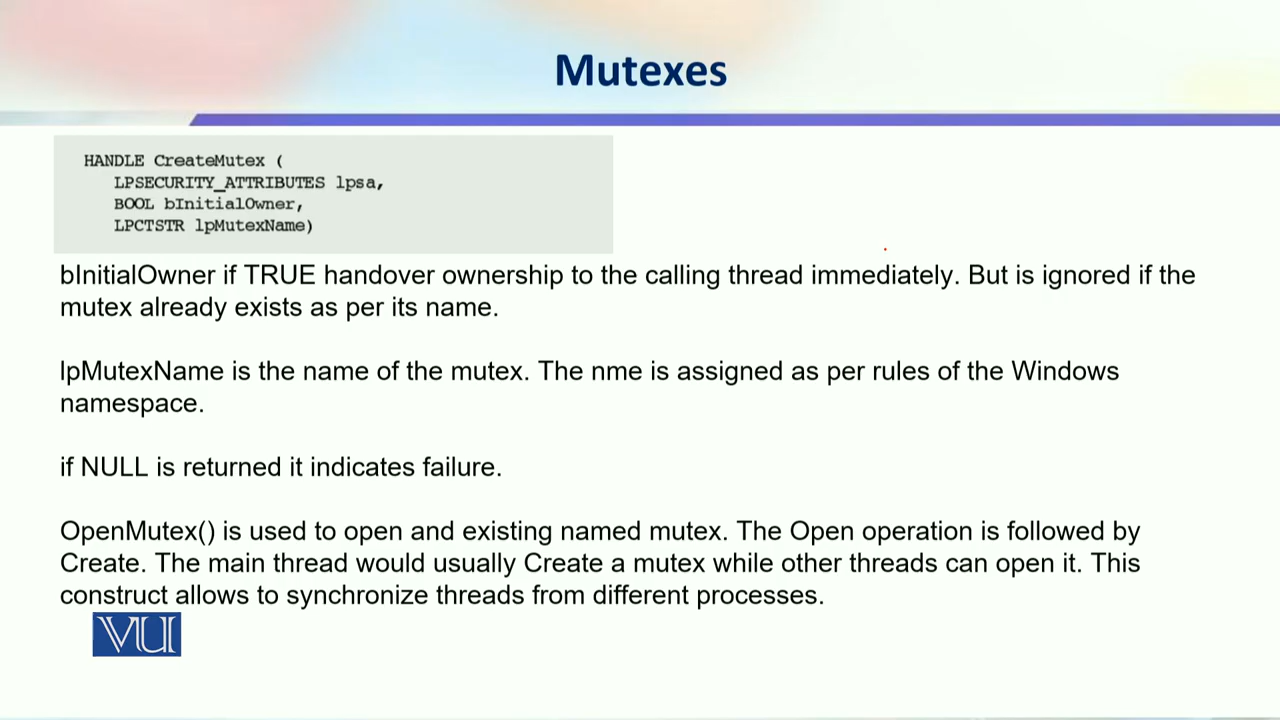 Mutexes
HANDLE CreateMutex (
LPSECURITY_ATTRIBUTES lpsa,
BOOL bInitialOwner,
LPCTSTR lpMutexName)
bInitialOwner if TRUE handover ownership to the calling thread immediately. But is ignored if the
mutex already exists as per its name.
lpMutexName is the name of the mutex. The nme is assigned as per rules of the Windows
namespace.
if NULL is returned it indicates failure.
OpenMutex() is used to open and existing named mutex. The Open operation is followed by
Create. The main thread would usually Create a mutex while other threads can open it. This
construct allows to synchronize threads from different processes.
VU